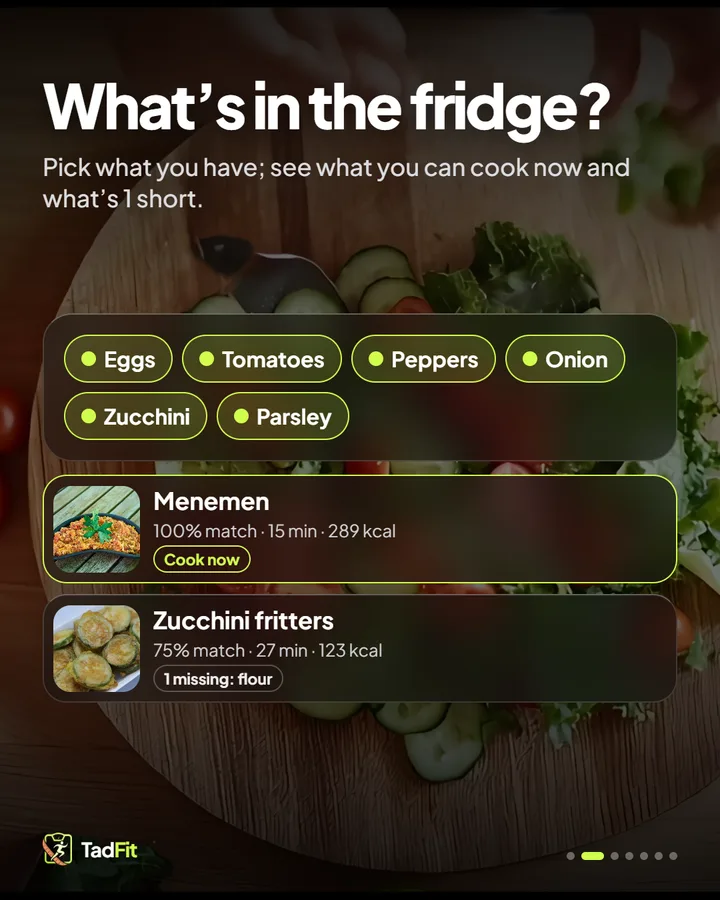 What’s in the fridge?
Pick what you have; see what you can cook now and
what’s 1 short.
Eggs
Tomatoes
Peppers
Onion
Zucchini
Parsley
Menemen
100% match · 15 min · 289 kcal
Cook now
Zucchini fritters
75% match · 27 min · 123 kcal
1 missing: flour
TadFit